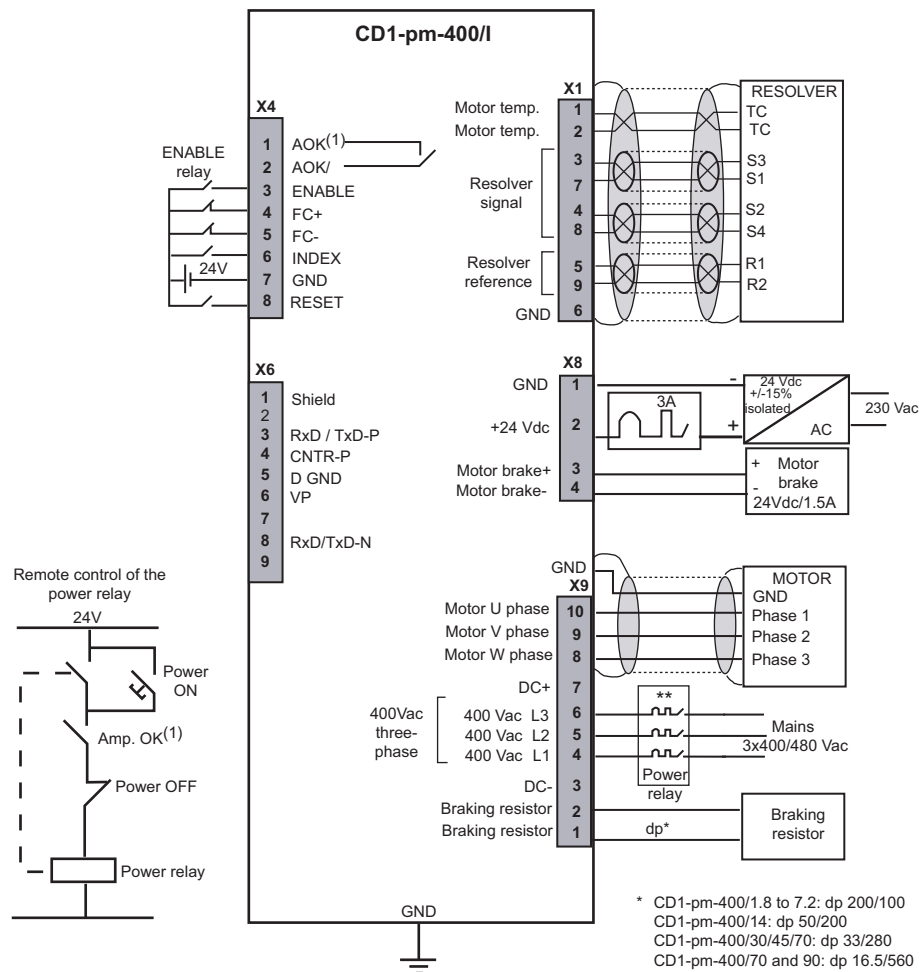 CD1-pm-400/I
X4
1 AOK(1)
2 AOK/
3 ENABLE
4 FC+
5 FC-
6 INDEX
7 GND
8 RESET
ENABLE
relay
24V
X1
Motor temp. 1
Motor temp. 2
Resolver
signal
3
7
4
8
Resolver
reference
5
9
GND 6
RESOLVER
TC
TC
S3
S1
S2
S4
R1
R2
X6
1 Shield
2
3 RxD / TxD-P
4 CNTR-P
5 D GND
6 VP
7
8 RxD/TxD-N
9
X8
GND 1
+24 Vdc 2
Motor brake+ 3
Motor brake- 4
3A
-
+
24 Vdc
+/-15%
isolated
AC
230 Vac
+ Motor
- brake
24Vdc/1.5A
GND
X9
Motor U phase 10
Motor V phase 9
Motor W phase 8
DC+ 7
400Vac
three-
phase
400 Vac L3 6
400 Vac L2 5
400 Vac L1 4
DC- 3
Braking resistor 2
Braking resistor 1
MOTOR
GND
Phase 1
Phase 2
Phase 3
**
Power
relay
Mains
3x400/480 Vac
dp*
Braking
resistor
Remote control of the
power relay
24V
Power
ON
Amp. OK(1)
Power OFF
Power relay
GND
* CD1-pm-400/1.8 to 7.2: dp 200/100
CD1-pm-400/14: dp 50/200
CD1-pm-400/30/45/70: dp 33/280
CD1-pm-400/70 and 90: dp 16.5/560